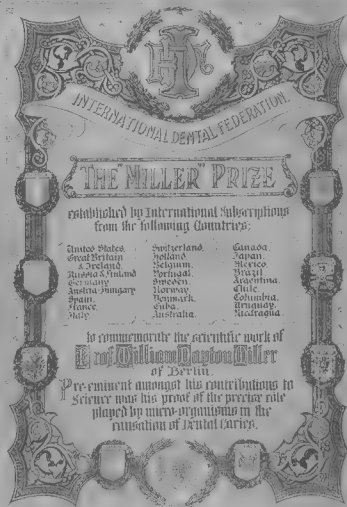 INTERNATIONAL DENTAL FEDERATION.
THE "MILLER" PRIZE
established by International Subscriptions
from the following Countries:
United States. Switzerland. Canada.
Great Britain Holland. Japan.
& Ireland. Belgium. Mexico.
Russia & Finland Portugal. Brazil
Germany Sweden. Argentina.
Austria-Hungary Norway. Chile
Spain. Denmark. Columbia.
France. Cuba. Uruguay.
Italy Australia. Nicaragua.
to commemorate the scientific work of
Prof. William Dayton Miller
of Berlin.
Pre-eminent amongst his contributions to
Science was his proof of the precise role
played by micro-organisms in the
causation of Dental Caries.